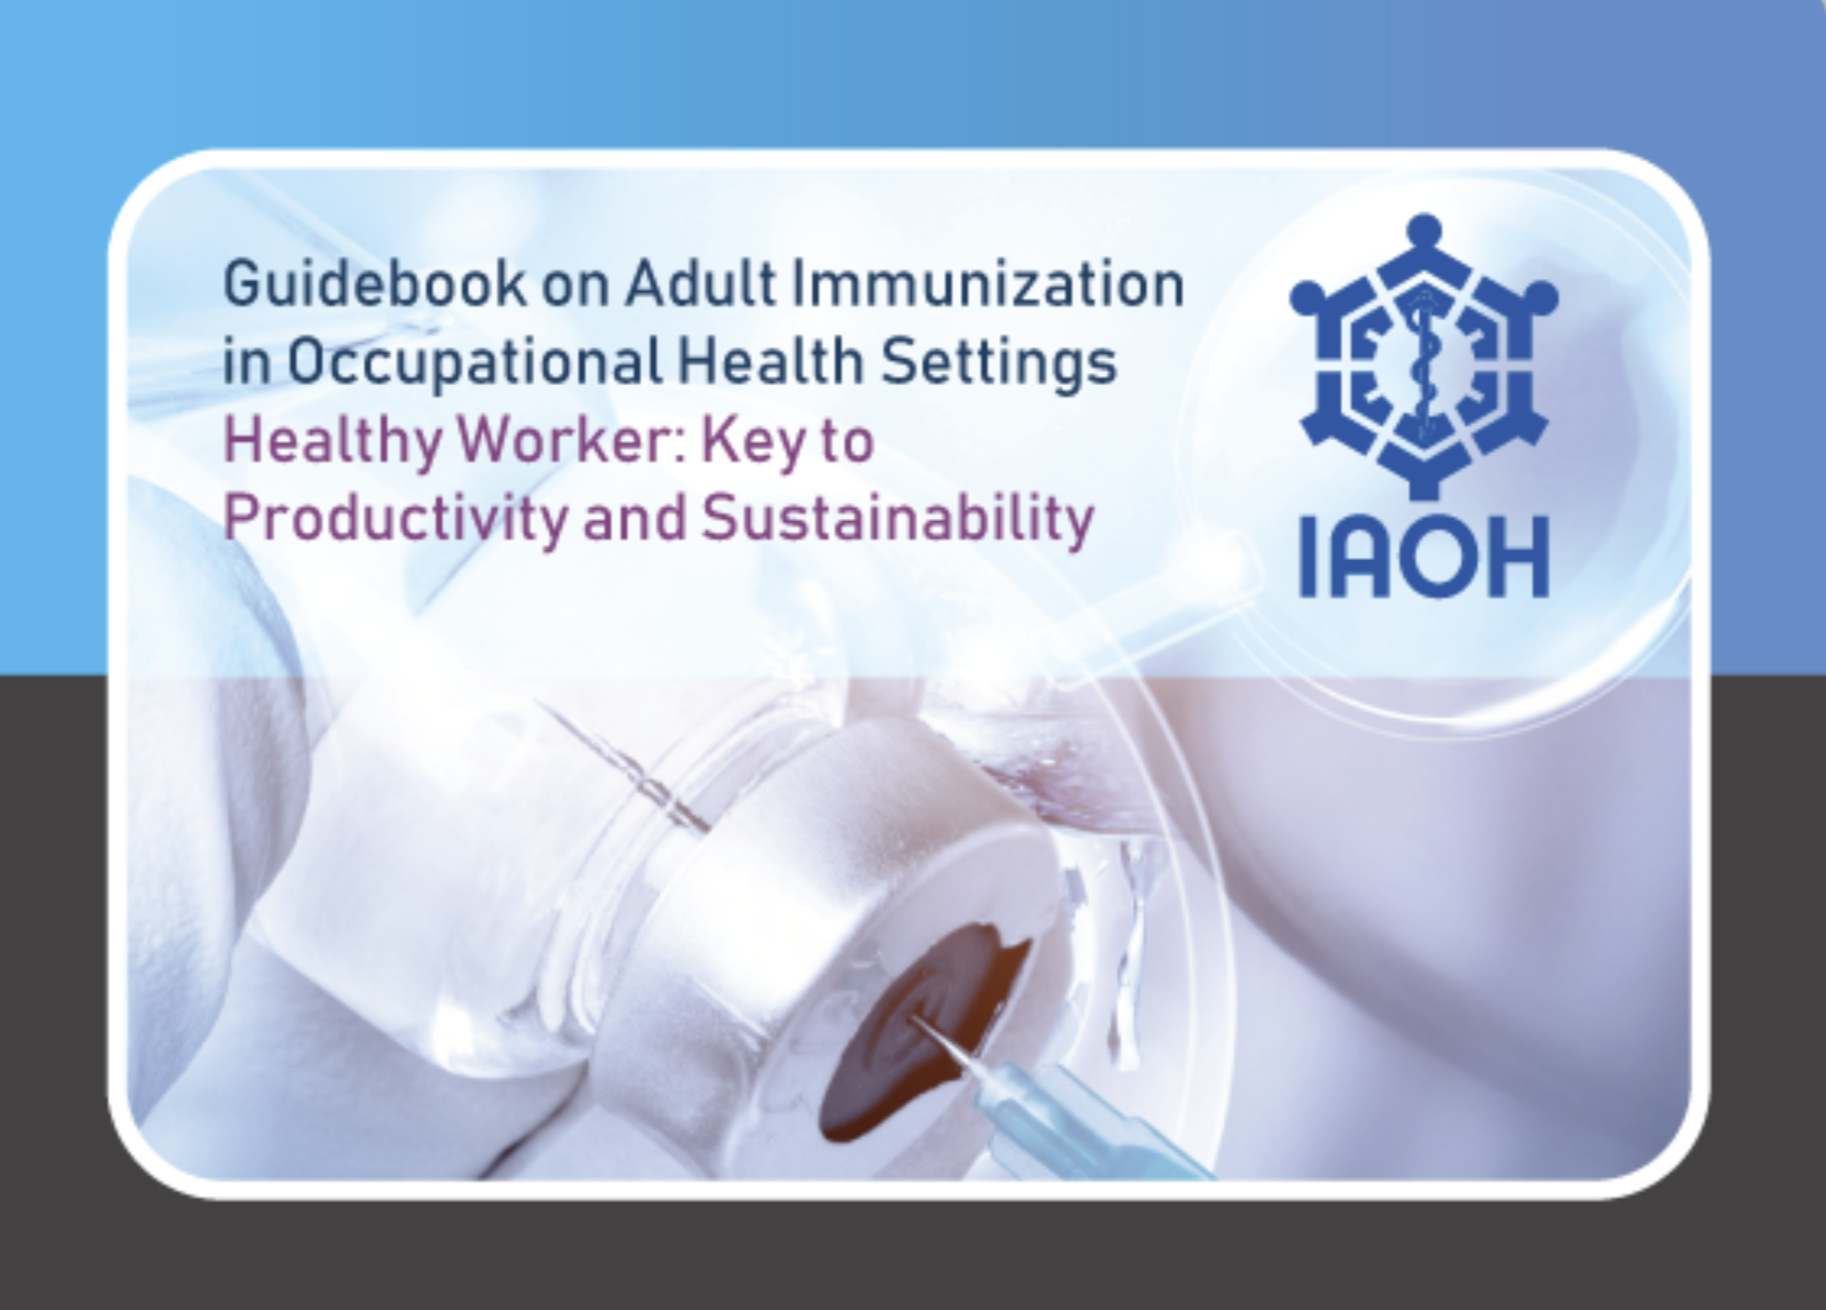 Guidebook on Adult Immunization
in Occupational Health Settings
Healthy Worker: Key to
Productivity and Sustainability
IAOH